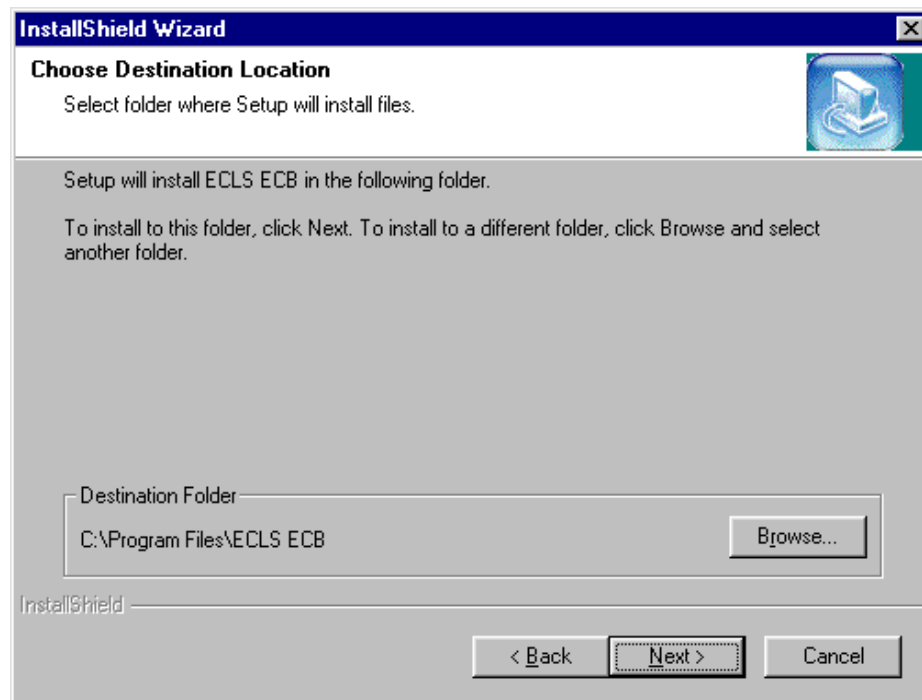 InstallShield Wizard
Choose Destination Location
Select folder where Setup will install files.
Setup will install ECLS ECB in the following folder.
To install to this folder, click Next. To install to a different folder, click Browse and select
another folder.
Destination Folder
C:\Program Files\ECLS ECB
Browse...
InstallShield
< Back
Next >
Cancel